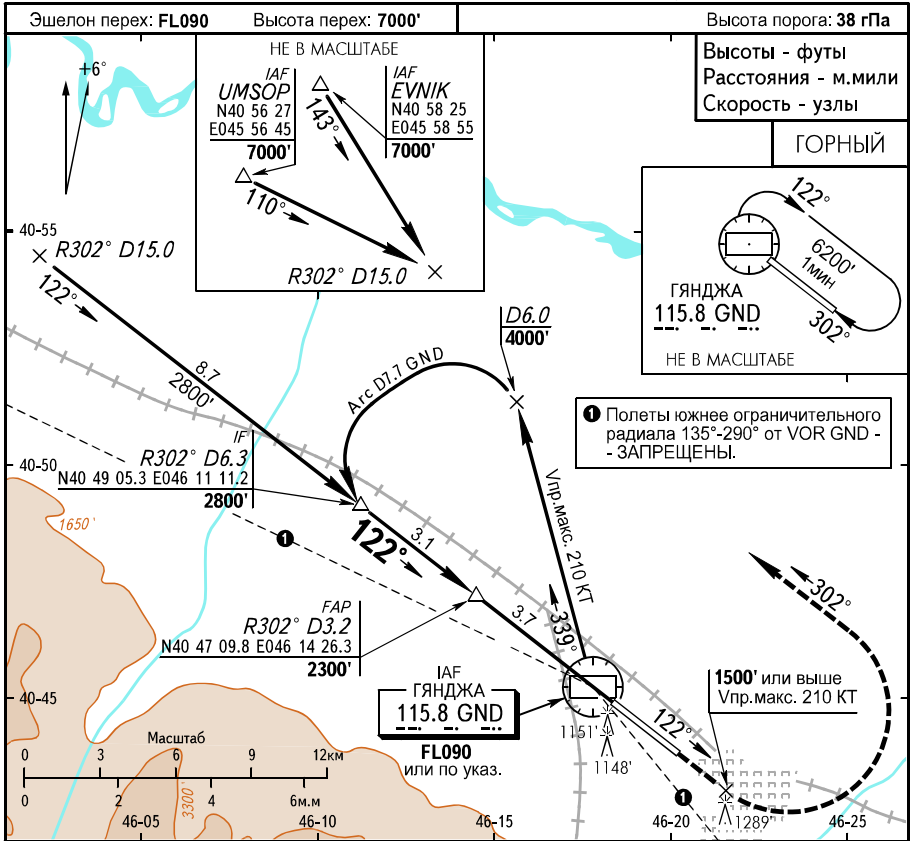 Эшелон перех: FL090
Высота перех: 7000'
Высота порога: 38 гПа
+6°
НЕ В МАСШТАБЕ
IAF
UMSOP
N40 56 27
E045 56 45
7000'
IAF
EVNIK
N40 58 25
E045 58 55
7000'
143°
110°
R302° D15.0
Высоты - футы
Расстояния - м.мили
Скорость - узлы
ГОРНЫЙ
122°
6200'
1мин
302°
ГЯНДЖА
115.8 GND
НЕ В МАСШТАБЕ
40-55
R302° D15.0
122°
8.7
2800'
D6.0
4000'
Arc D7.7 GND
❶ Полеты южнее ограничительного
радиала 135°-290° от VOR GND -
- ЗАПРЕЩЕНЫ.
40-50
IF
R302° D6.3
N40 49 05.3 E046 11 11.2
2800'
1650'
❶
122°
3.1
Vпр.макс. 210 КТ
3.7
339°
302°
FAP
R302° D3.2
N40 47 09.8 E046 14 26.3
2300'
40-45
IAF
ГЯНДЖА
115.8 GND
FL090
или по указ.
1500' или выше
Vпр.макс. 210 КТ
122°
1151'
1148'
❶
1289'
Масштаб
0 3 6 9 12км
0 2 4 6м.м
3300'
46-05
46-10
46-15
46-20
46-25